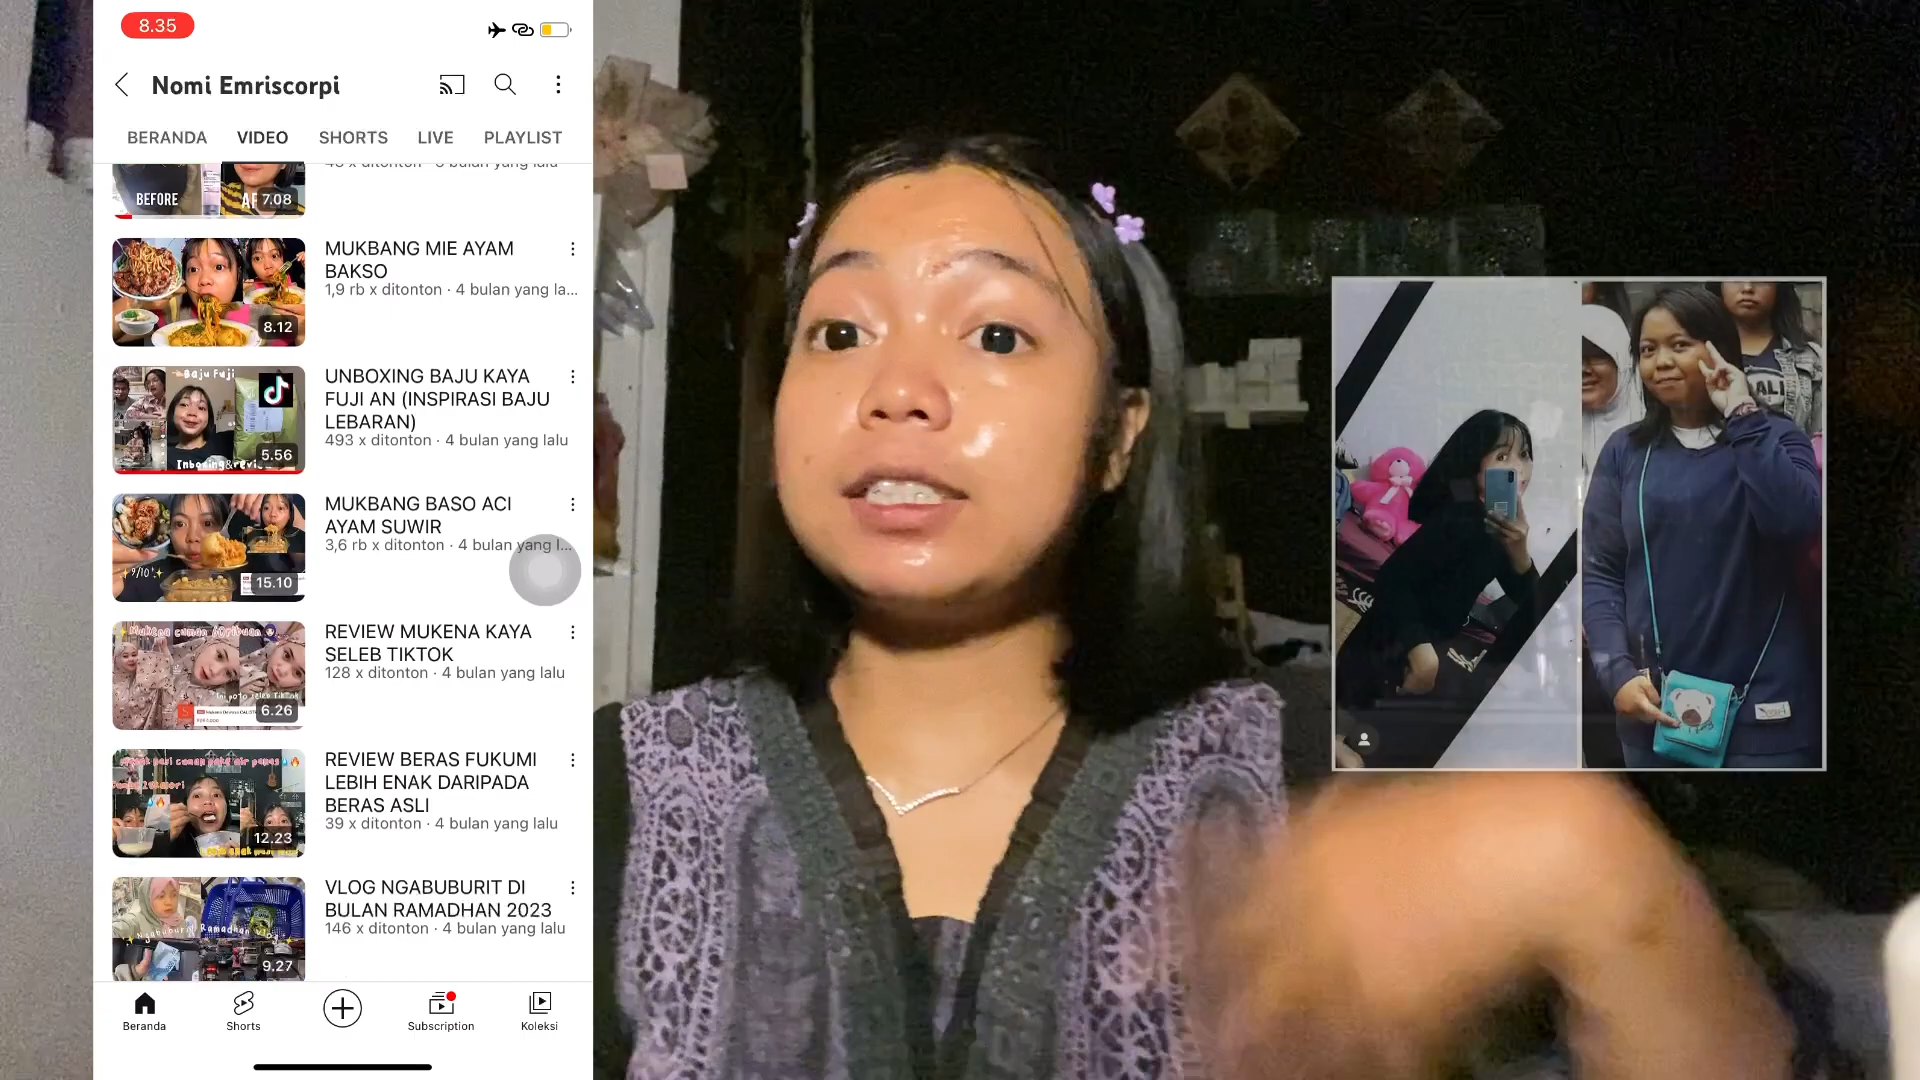 8.35
Nomi Emriscorpi
BERANDA VIDEO SHORTS LIVE PLAYLIST
BEFORE
7.08
MUKBANG MIE AYAM
BAKSO
1,9 rb x ditonton · 4 bulan yang la...
8.12
UNBOXING BAJU KAYA
FUJI AN (INSPIRASI BAJU
LEBARAN)
493 x ditonton · 4 bulan yang lalu
Baju Fuji
5.56
MUKBANG BASO ACI
AYAM SUWIR
3,6 rb x ditonton · 4 bulan yang l...
9/10
15.10
REVIEW MUKENA KAYA
SELEB TIKTOK
128 x ditonton · 4 bulan yang lalu
6.26
REVIEW BERAS FUKUMI
LEBIH ENAK DARIPADA
BERAS ASLI
39 x ditonton · 4 bulan yang lalu
12.23
VLOG NGABUBURIT DI
BULAN RAMADHAN 2023
146 x ditonton · 4 bulan yang lalu
9.27
Beranda Shorts Subscription Koleksi